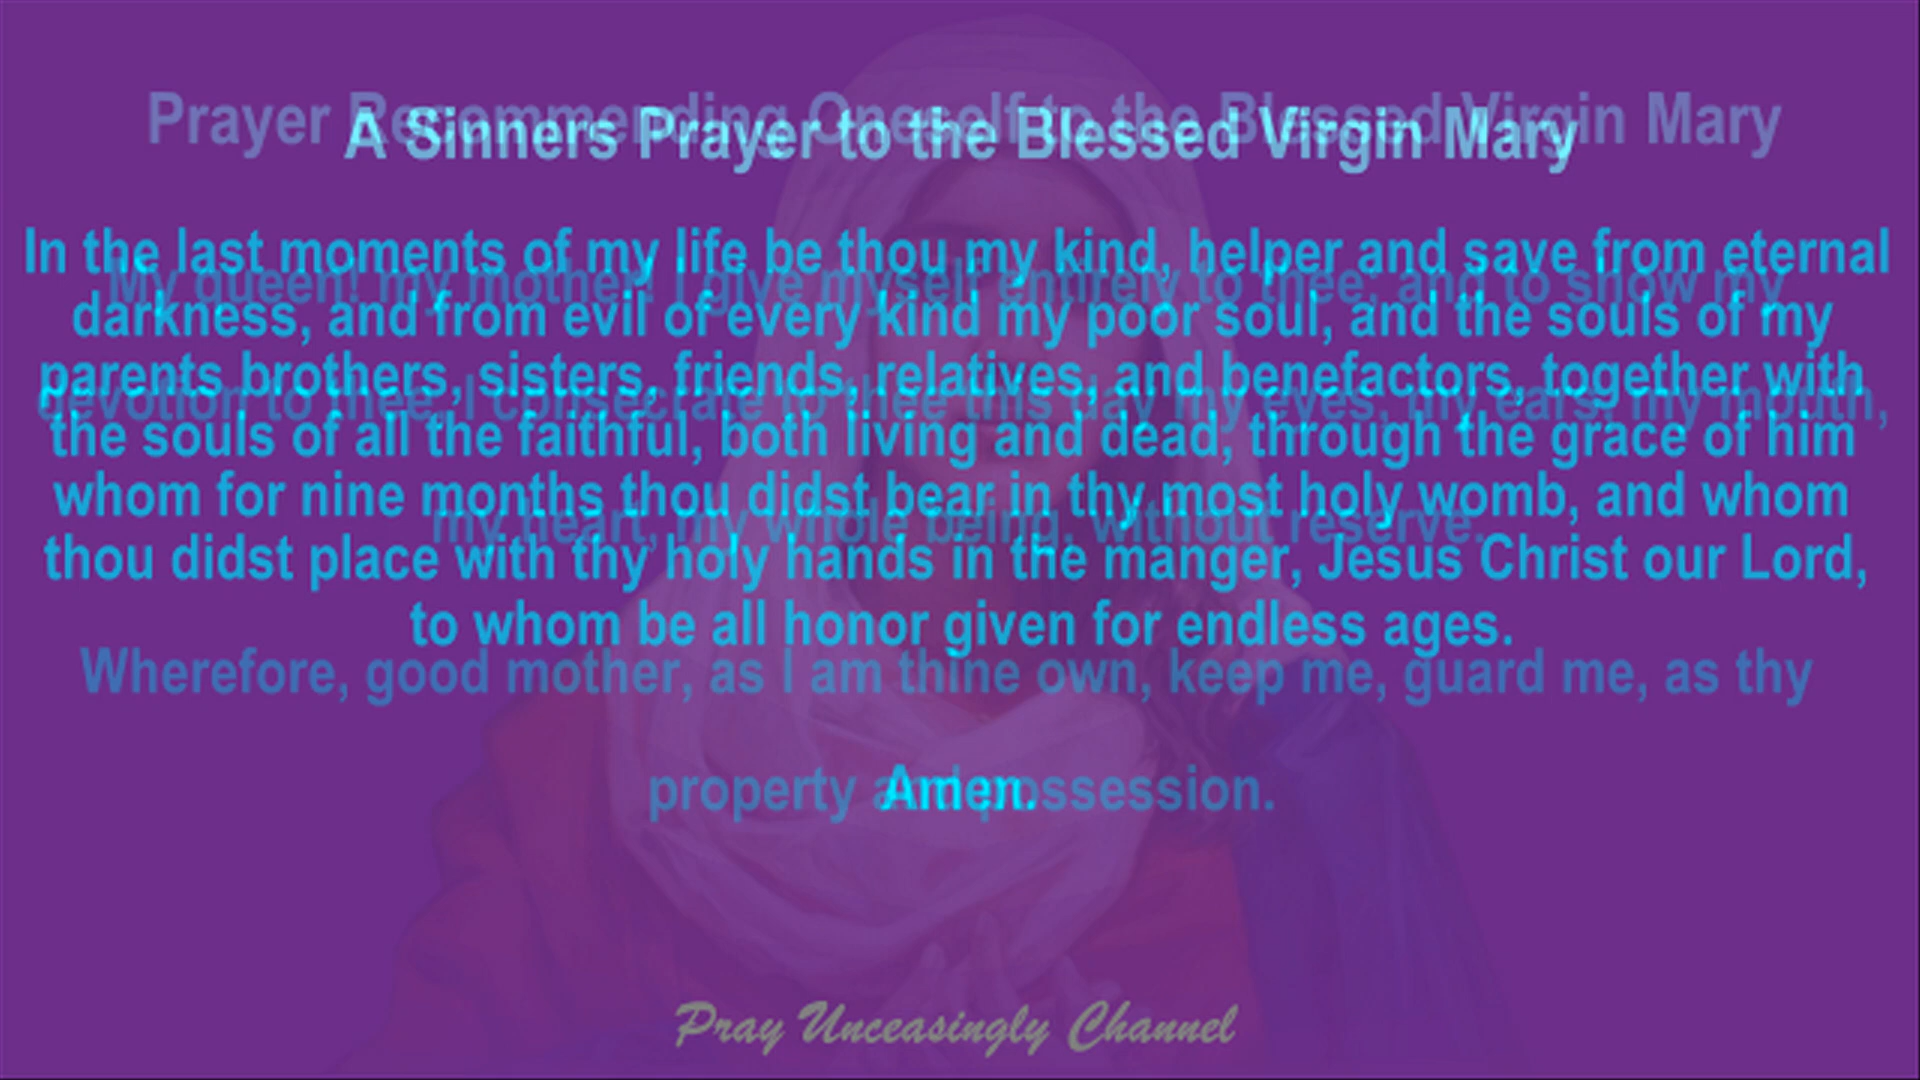 Prayer Recommending Oneself to the Blessed Virgin Mary
A Sinners Prayer to the Blessed Virgin Mary
In the last moments of my life be thou my kind, helper and save from eternal
My queen! my mother! I give myself entirely to thee; and to show my
darkness, and from evil of every kind my poor soul, and the souls of my
parents brothers, sisters, friends, relatives, and benefactors, together with
devotion to thee, I consecrate to thee this day my eyes, my ears, my mouth,
the souls of all the faithful, both living and dead, through the grace of him
whom for nine months thou didst bear in thy most holy womb, and whom
my heart, my whole being, without reserve.
thou didst place with thy holy hands in the manger, Jesus Christ our Lord,
to whom be all honor given for endless ages.
Wherefore, good mother, as I am thine own, keep me, guard me, as thy
property and possession.
Amen.
Pray Unceasingly Channel